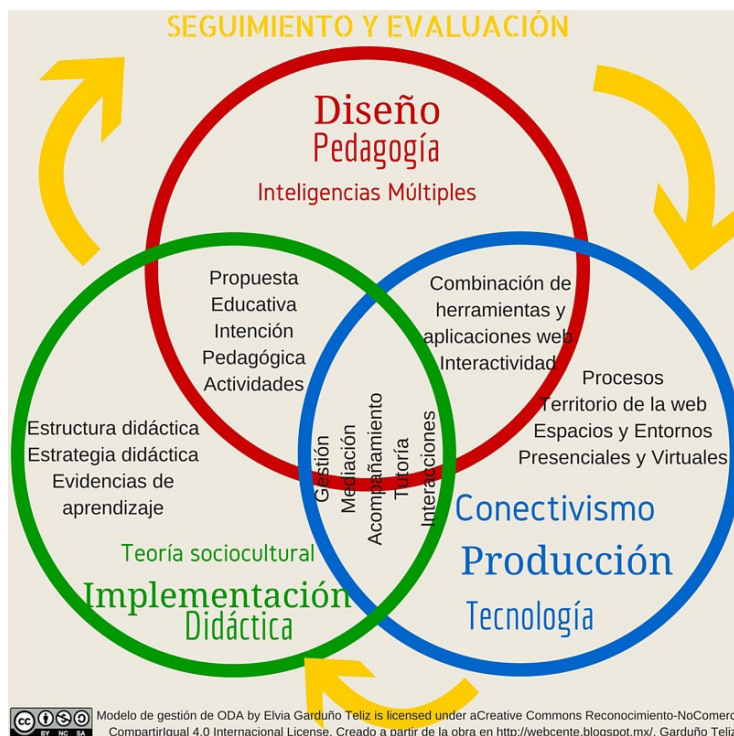 SEGUIMIENTO Y EVALUACIÓN
Diseño
Pedagogía
Inteligencias Múltiples
Propuesta
Educativa
Intención
Pedagógica
Actividades
Combinación de
herramientas y
aplicaciones web
Interactividad
Procesos
Territorio de la web
Espacios y Entornos
Presenciales y Virtuales
Estructura didáctica
Estrategia didáctica
Evidencias de
aprendizaje
Gestión
Mediación
Acompañamiento
Tutoría
Interacciones
Teoría sociocultural
Implementación
Didáctica
Conectivismo
Producción
Tecnología
cc BY NC SA
Modelo de gestión de ODA by Elvia Garduño Teliz is licensed under aCreative Commons Reconocimiento-NoComerc
CompartirIgual 4.0 Internacional License. Creado a partir de la obra en http://webcente.blogspot.mx/. Garduño Teliz